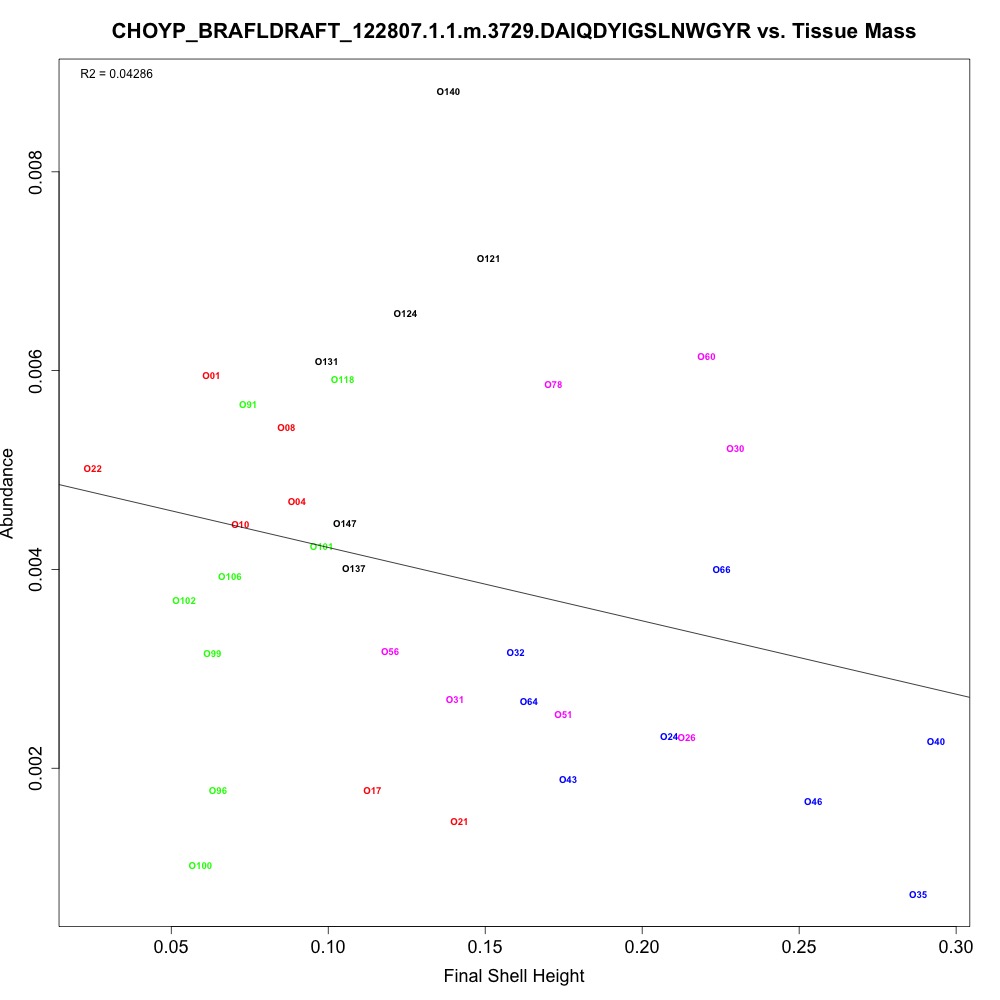 CHOYP_BRAFLDRAFT_122807.1.1.m.3729.DAIQDYIGSLNWGYR vs. Tissue Mass
R2 = 0.04286
O140
0.008
O121
O124
O131
O60
0.006
O01
O118
O78
O91
O08
O30
O22
O04
O10
O147
O101
O137
0.004
O66
O106
O102
O99
O56
O32
O31
O64
O51
O24
O26
O40
0.002
O43
O96
O17
O46
O21
O100
O35
Abundance
0.05
0.10
0.15
0.20
0.25
0.30
Final Shell Height